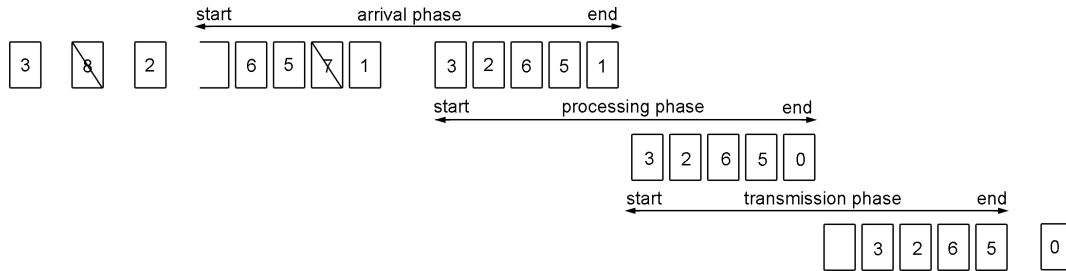 start arrival phase end
3 8 2 6 5 7 1 3 2 6 5 1
start processing phase end
3 2 6 5 0
start transmission phase end
3 2 6 5 0